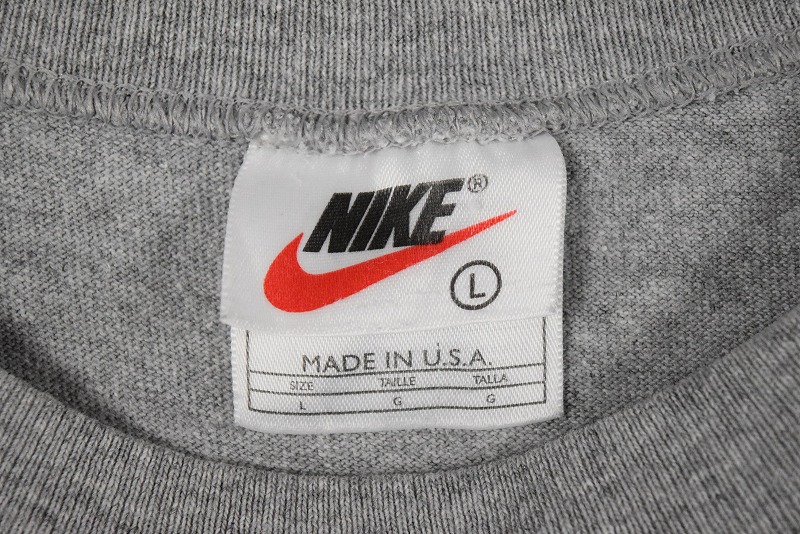 NIKE®
L
MADE IN U.S.A.
SIZE TAILLE TALLA
L G G